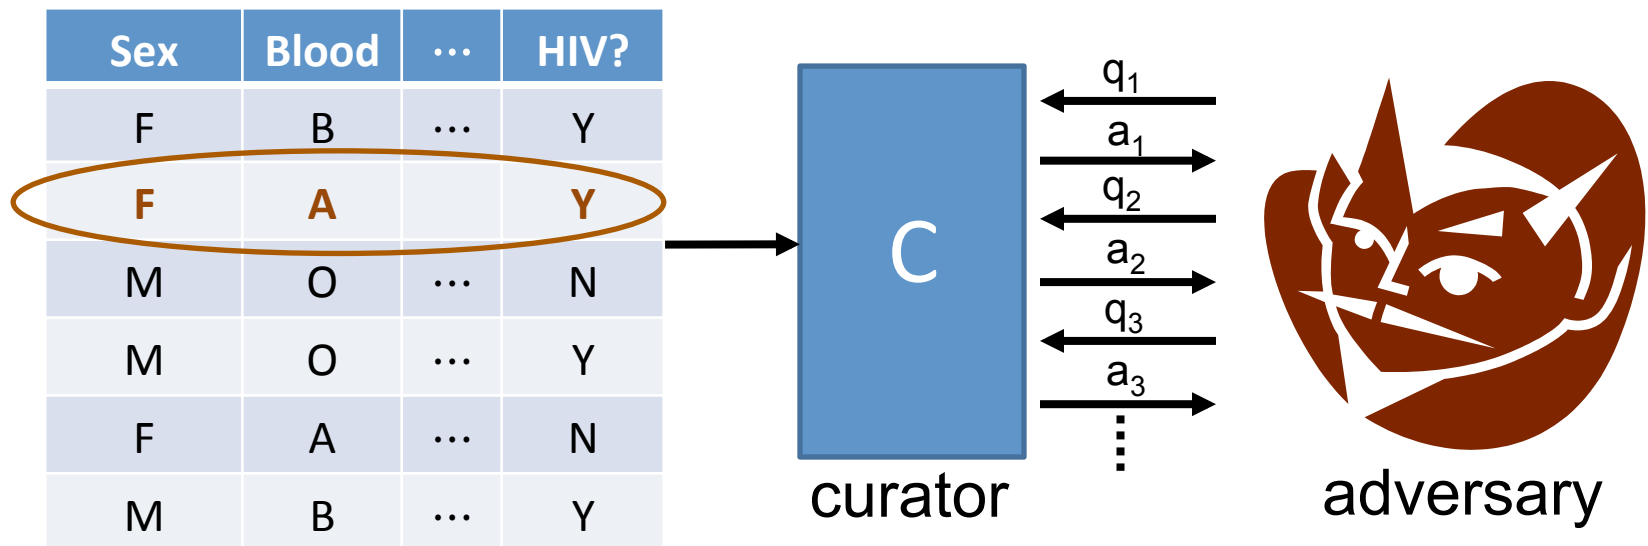 Sex Blood ... HIV?
F B ... Y
F A Y
M O ... N
M O ... Y
F A ... N
M B ... Y
C
curator
q1
a1
q2
a2
q3
a3
adversary